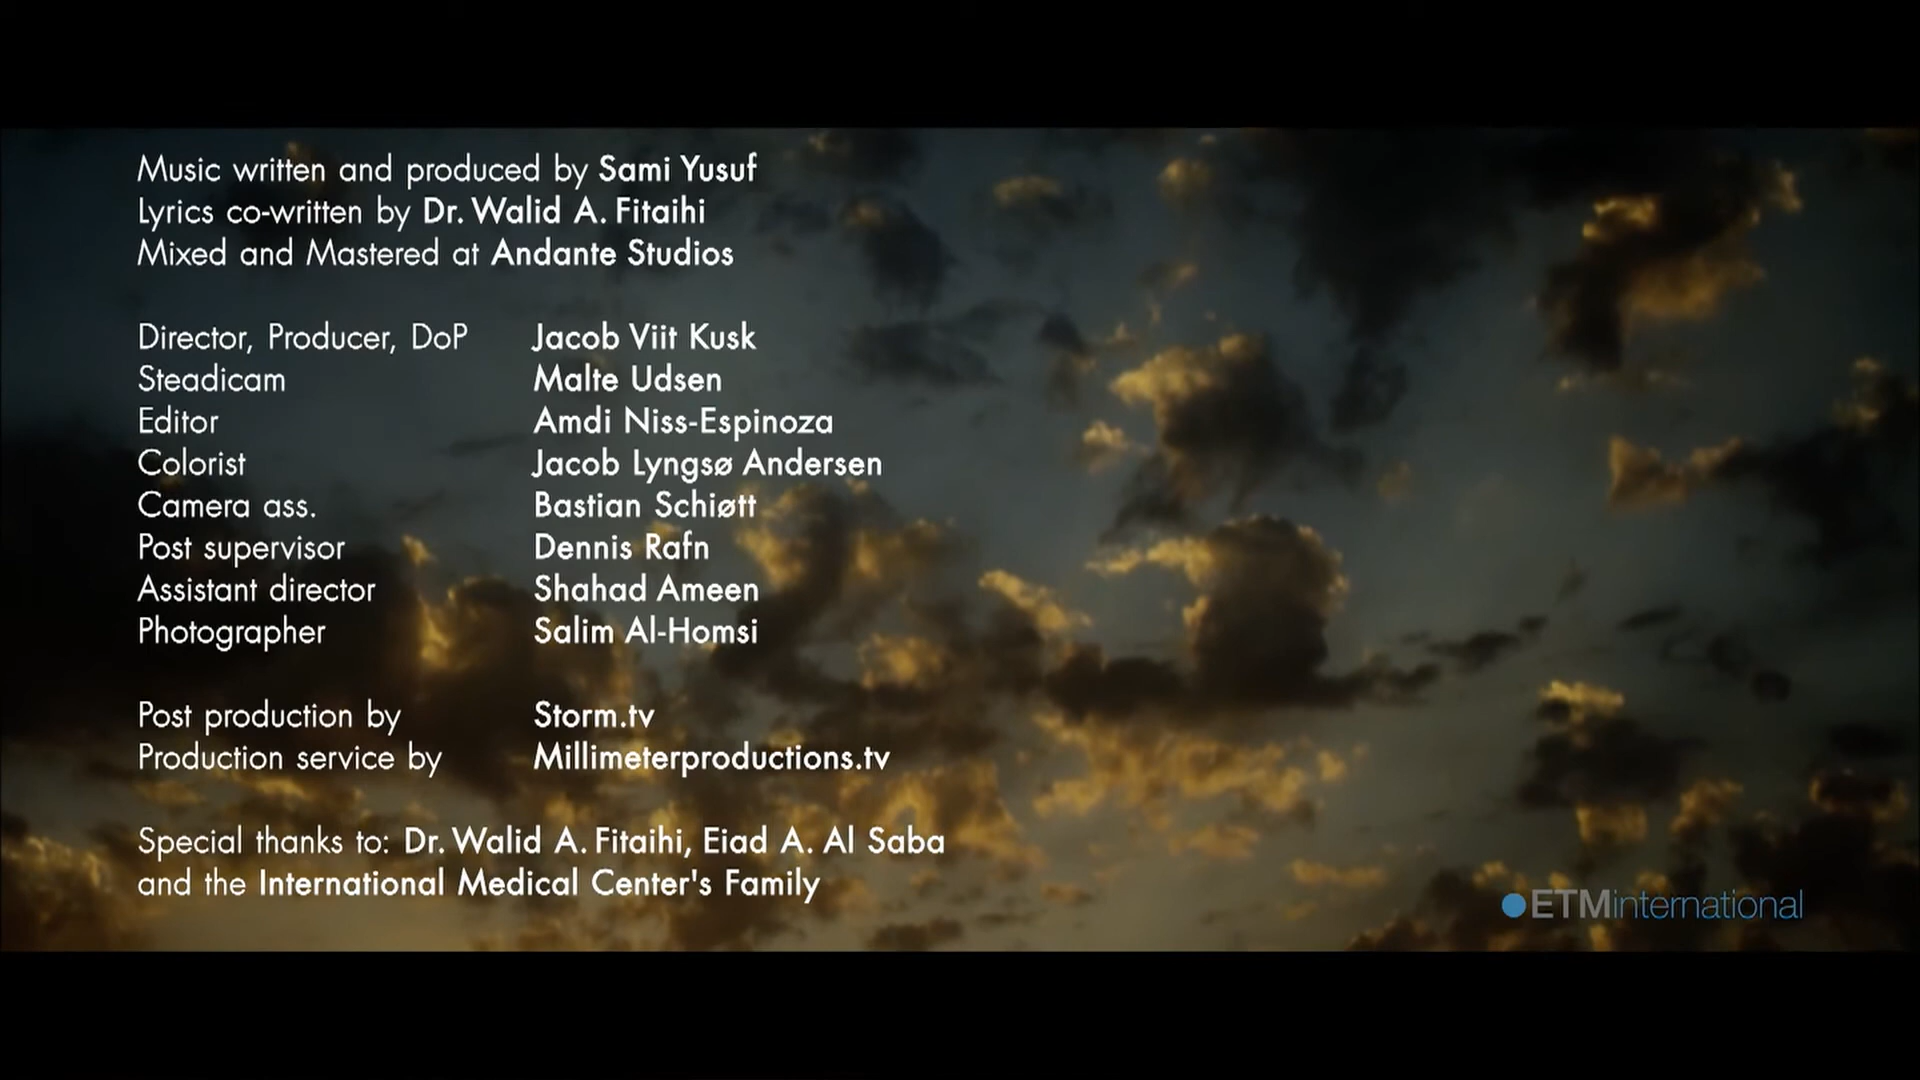 Music written and produced by Sami Yusuf
Lyrics co-written by Dr. Walid A. Fitaihi
Mixed and Mastered at Andante Studios
Director, Producer, DoP Jacob Viit Kusk
Steadicam Malte Udsen
Editor Amdi Niss-Espinoza
Colorist Jacob Lyngsø Andersen
Camera ass. Bastian Schiøtt
Post supervisor Dennis Rafn
Assistant director Shahad Ameen
Photographer Salim Al-Homsi
Post production by Storm.tv
Production service by Millimeterproductions.tv
Special thanks to: Dr. Walid A. Fitaihi, Eiad A. Al Saba
and the International Medical Center's Family
ETMinternational